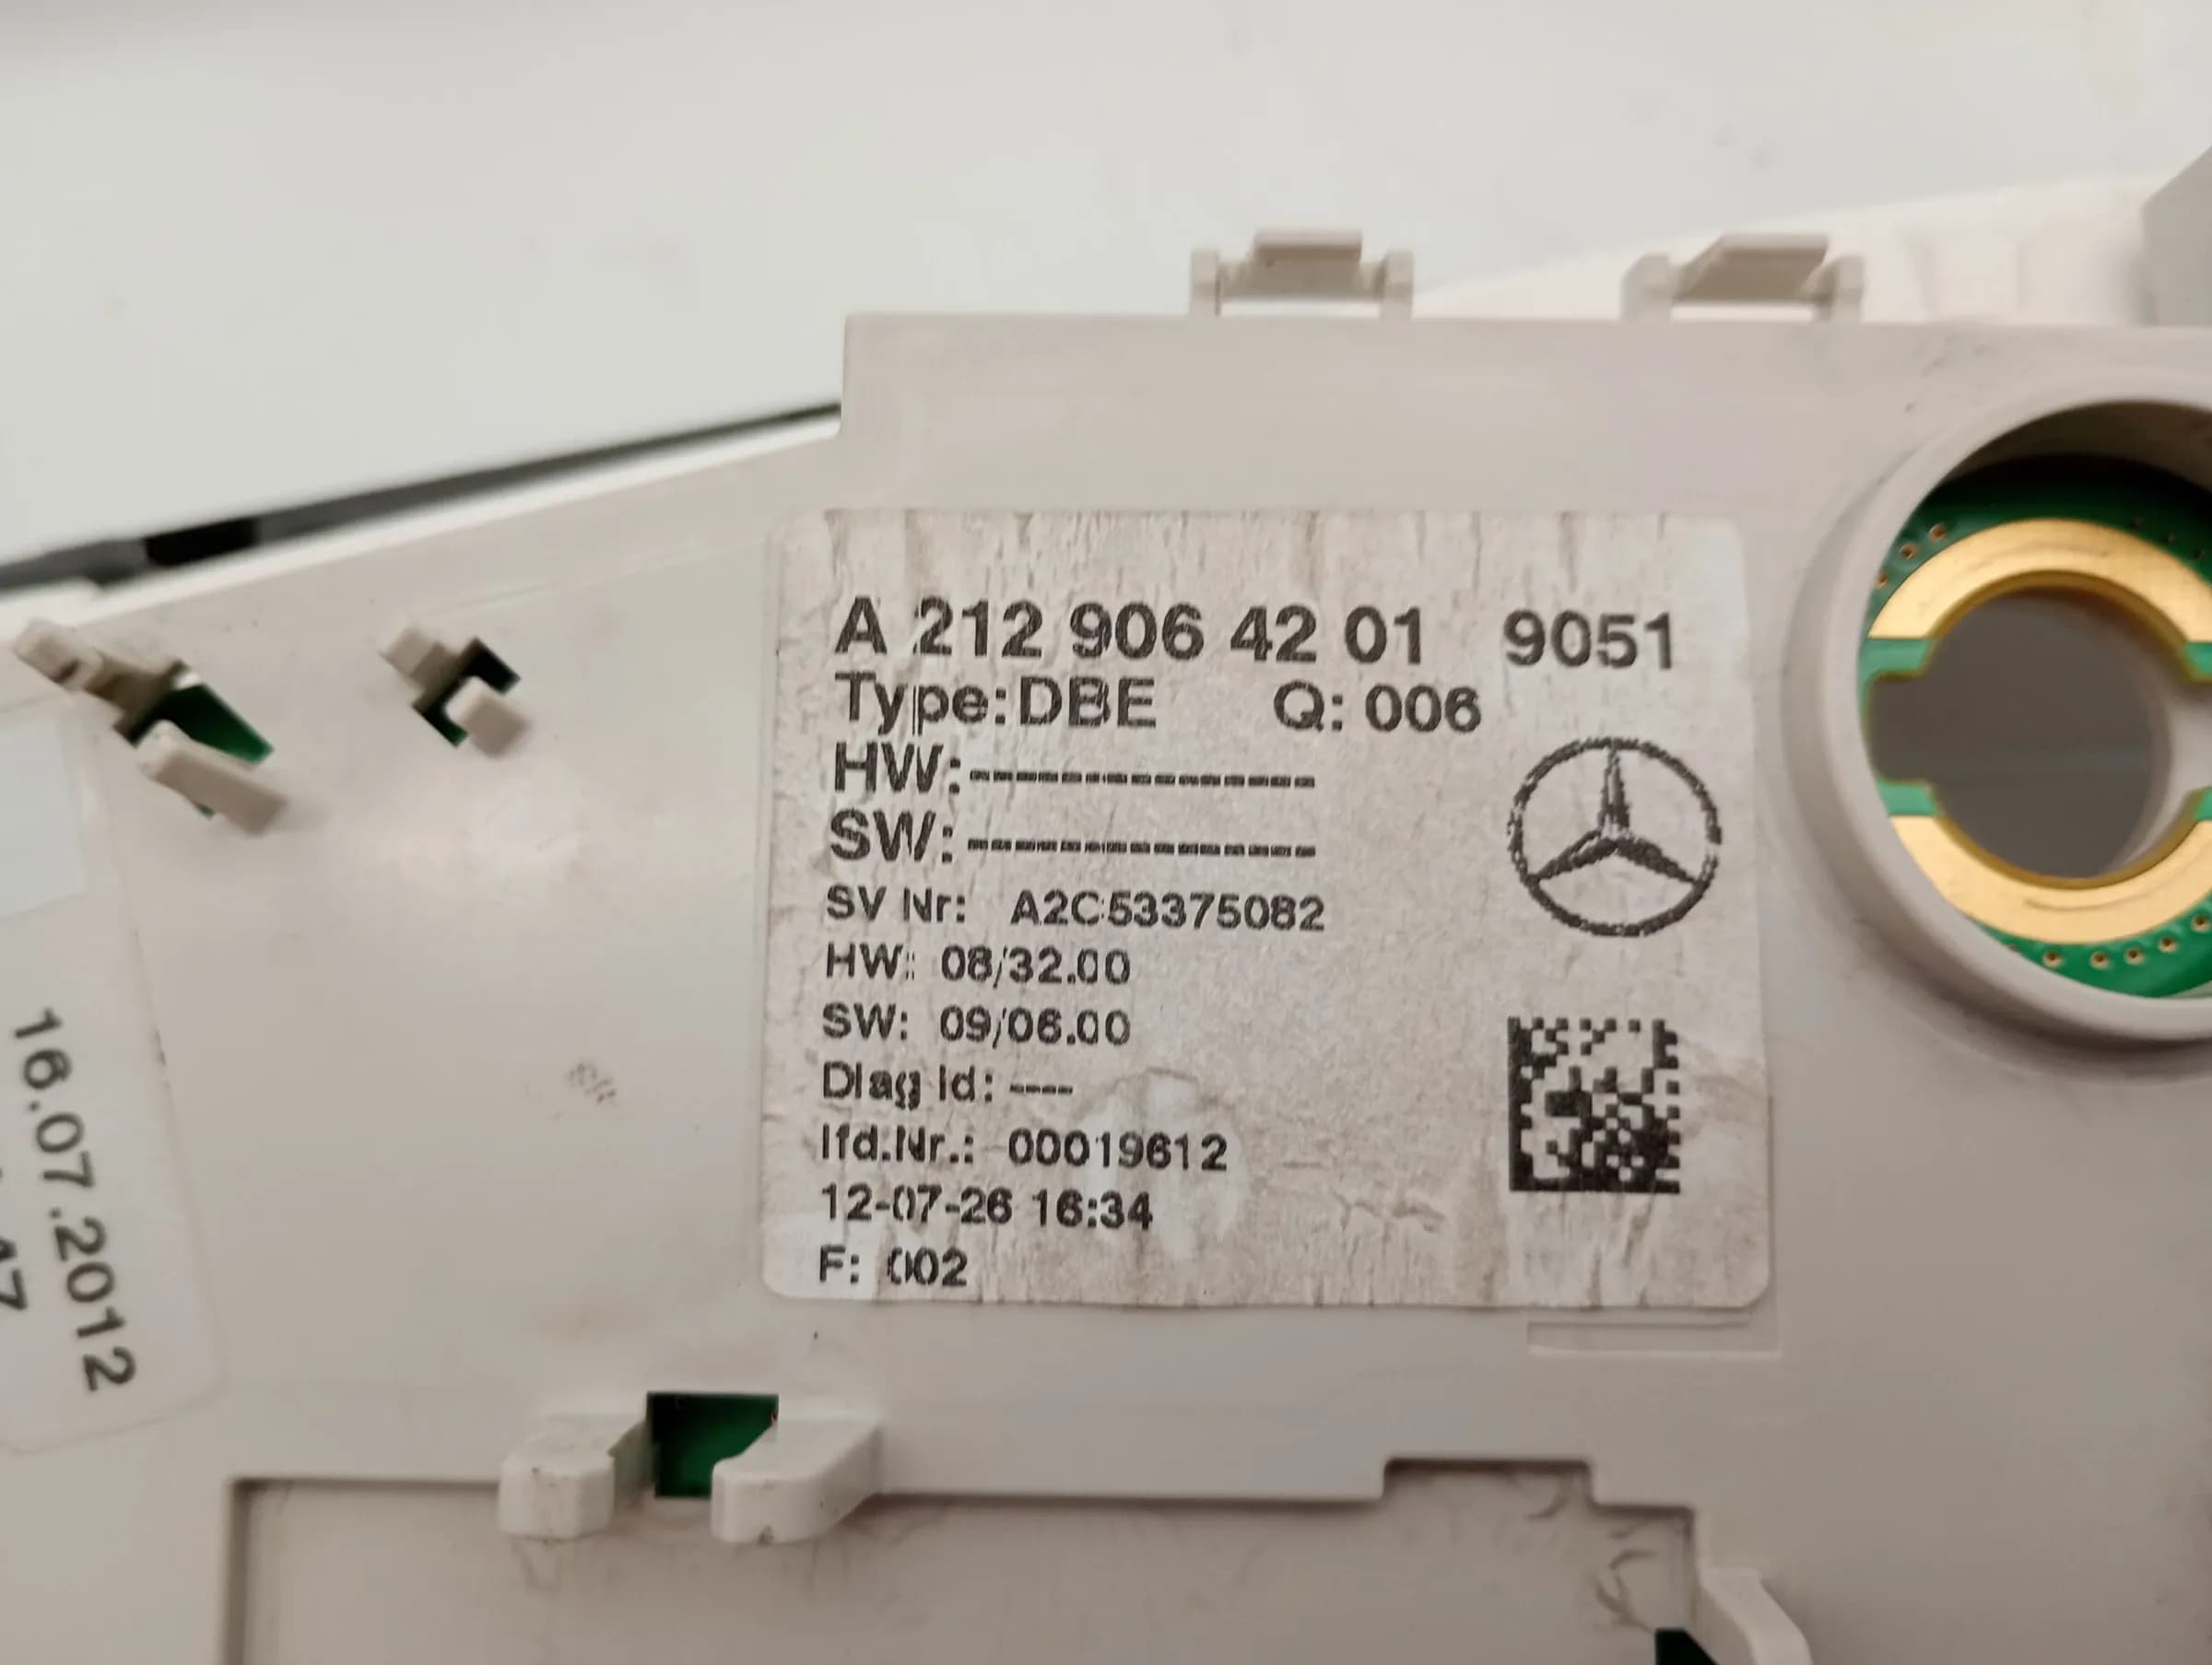 A 212 906 42 01 9051
Type: DBE Q: 006
HW: ---------------
SW: ---------------
SV Nr: A2C53375082
HW: 08/32.00
SW: 09/06.00
Diag Id: ----
lfd.Nr.: 00019612
12-07-26 16:34
F: 002
16.07.2012
47